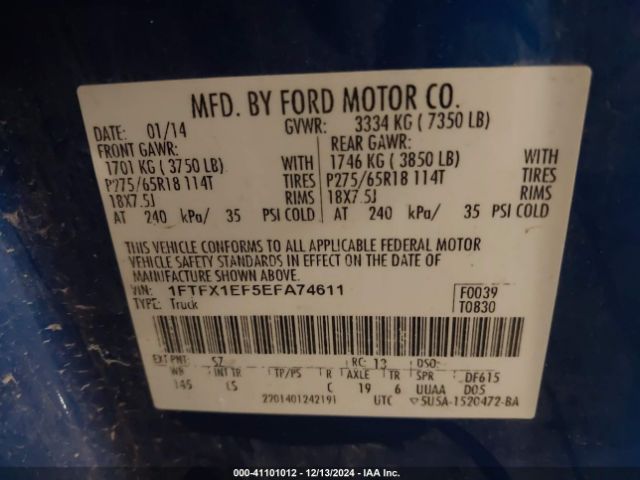 MFD. BY FORD MOTOR CO.
DATE: 01/14 GVWR: 3334 KG ( 7350 LB)
FRONT GAWR: REAR GAWR:
1701 KG ( 3750 LB) WITH 1746 KG ( 3850 LB) WITH
P275/65R18 114T TIRES P275/65R18 114T TIRES
18X7.5J RIMS 18X7.5J RIMS
AT 240 kPa/ 35 PSI COLD AT 240 kPa/ 35 PSI COLD
THIS VEHICLE CONFORMS TO ALL APPLICABLE FEDERAL MOTOR
VEHICLE SAFETY STANDARDS IN EFFECT ON THE DATE OF
MANUFACTURE SHOWN ABOVE.
VIN: 1FTFX1EF5EFA74611 F0039
TYPE: Truck T0830
EXT PNT: SZ RC: 13 DSO:
WB INT TR TP/PS R AXLE TR SPR DF615
145 LS C 19 6 UUAA D05
2201401242191 UTC 5U5A-1520472-BA
000-41101012 - 12/13/2024 - IAA Inc.